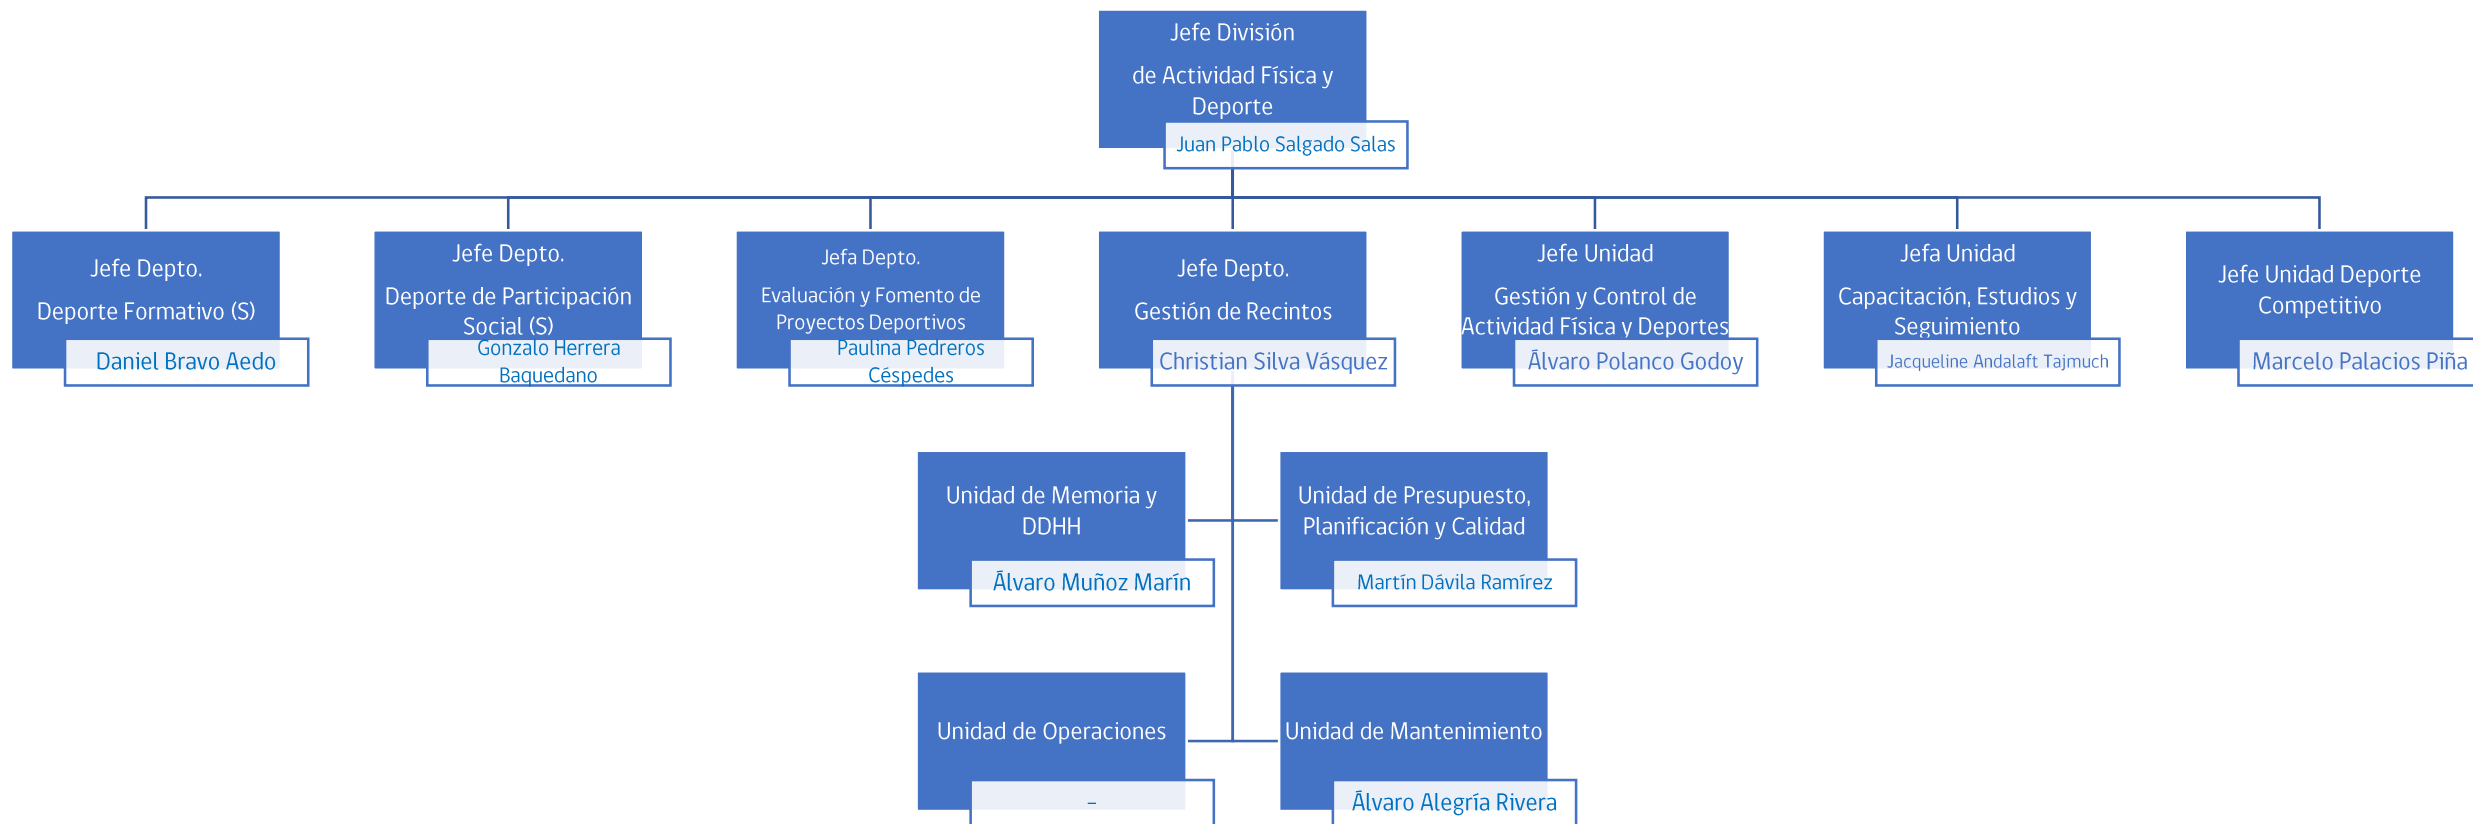 Jefe División
de Actividad Física y
Deporte
Juan Pablo Salgado Salas
Jefe Depto.
Deporte Formativo (S)
Daniel Bravo Aedo
Jefe Depto.
Deporte de Participación
Social (S)
Gonzalo Herrera
Baquedano
Jefa Depto.
Evaluación y Fomento de
Proyectos Deportivos
Paulina Pedreros
Céspedes
Jefe Depto.
Gestión de Recintos
Christian Silva Vásquez
Jefe Unidad
Gestión y Control de
Actividad Física y Deportes
Álvaro Polanco Godoy
Jefa Unidad
Capacitación, Estudios y
Seguimiento
Jacqueline Andalaft Tajmuch
Jefe Unidad Deporte
Competitivo
Marcelo Palacios Piña
Unidad de Memoria y
DDHH
Álvaro Muñoz Marín
Unidad de Presupuesto,
Planificación y Calidad
Martín Dávila Ramírez
Unidad de Operaciones
–
Unidad de Mantenimiento
Álvaro Alegría Rivera